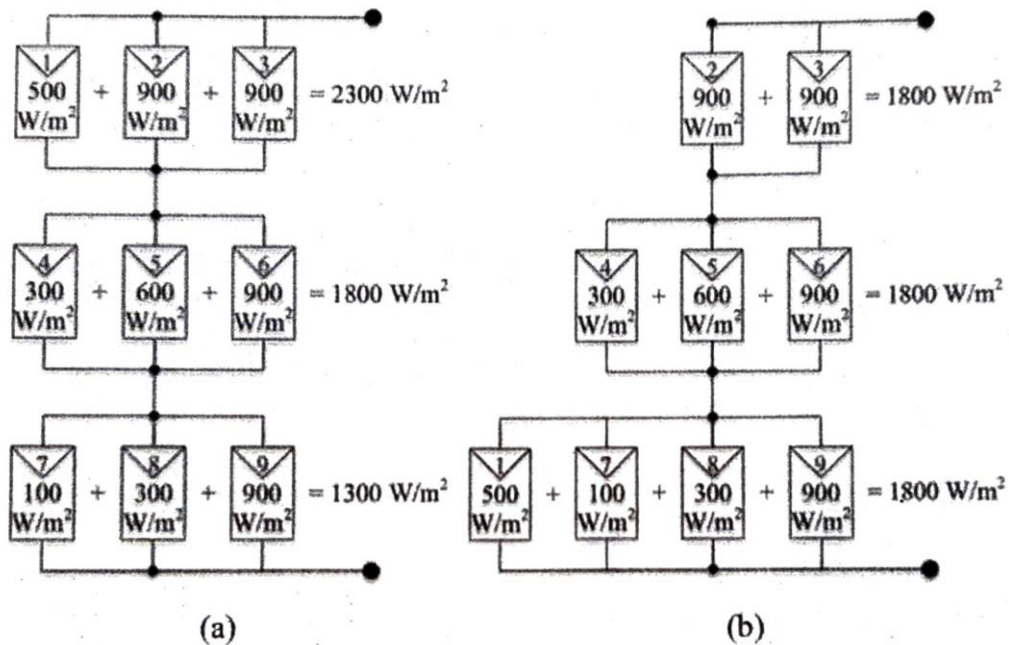 1 2 3
500 + 900 + 900 = 2300 W/m²
W/m² W/m² W/m²
4 5 6
300 + 600 + 900 = 1800 W/m²
W/m² W/m² W/m²
7 8 9
100 + 300 + 900 = 1300 W/m²
W/m² W/m² W/m²
(a)
2 3
900 + 900 = 1800 W/m²
W/m² W/m²
4 5 6
300 + 600 + 900 = 1800 W/m²
W/m² W/m² W/m²
1 7 8 9
500 + 100 + 300 + 900 = 1800 W/m²
W/m² W/m² W/m² W/m²
(b)